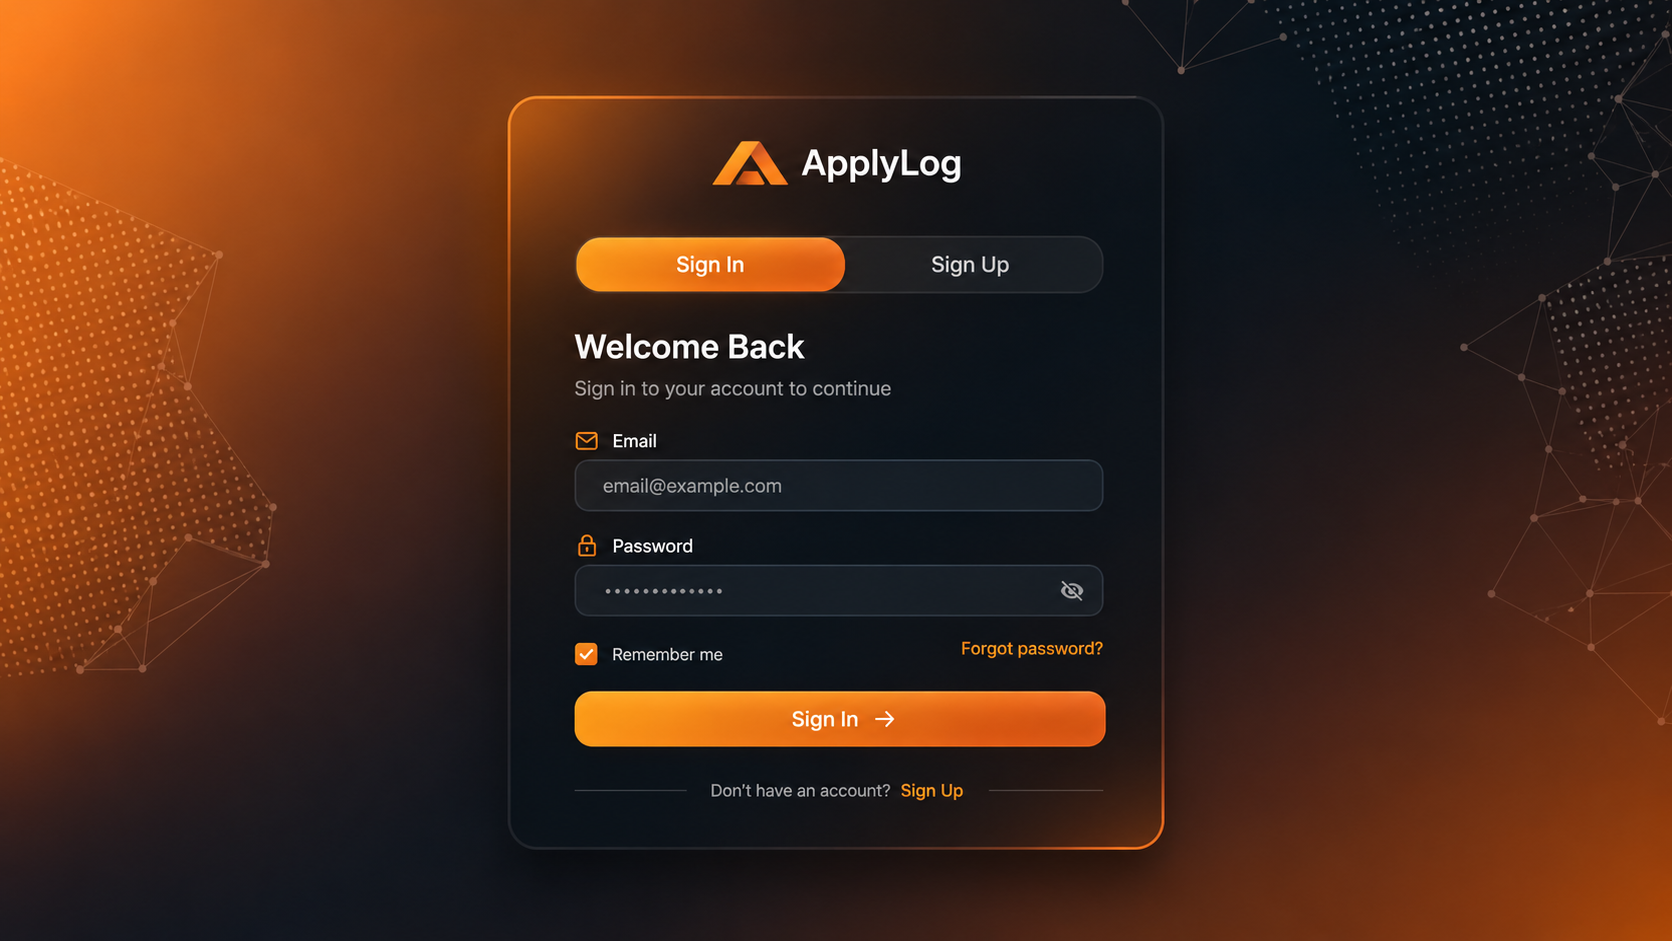 ApplyLog
Sign In
Sign Up
Welcome Back
Sign in to your account to continue
Email
email@example.com
Password
•••••••••••••
Remember me
Forgot password?
Sign In →
Don't have an account? Sign Up